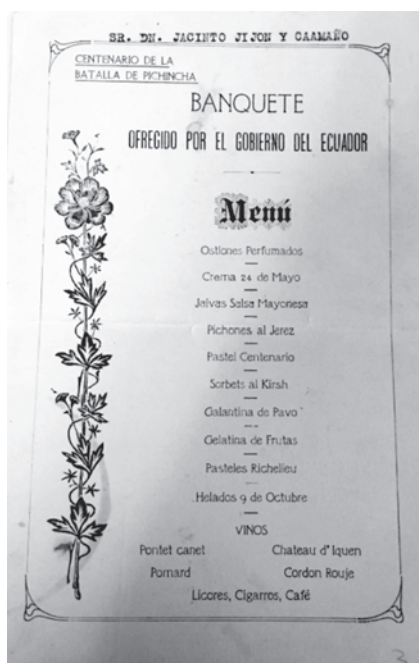 SR. DN. JACINTO JIJON Y CAAMAÑO
CENTENARIO DE LA
BATALLA DE PICHINCHA
BANQUETE
OFREGIDO POR EL GOBIERNO DEL ECUADOR
Menú
Ostiones Perfumados
Crema 24 de Mayo
Jaivas Salsa Mayonesa
Pichones al Jerez
Pastel Centenario
Sorbets al Kirsh
Galantina de Pavo
Gelatina de Frutas
Pasteles Richelieu
Helados 9 de Octubre
VINOS
Pontet canet Chateau d' Iquen
Pomard Cordon Rouje
Licores, Cigarros, Café
3